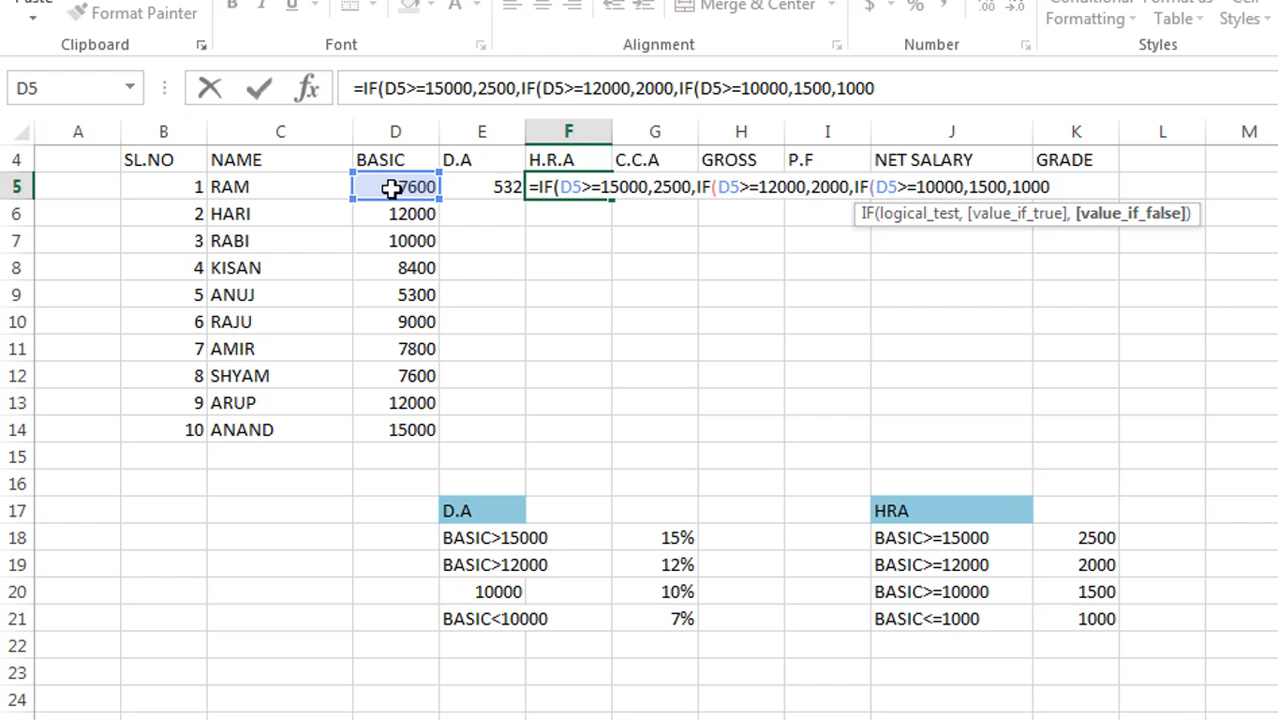 Format Painter
Merge & Center
$ % ,
Formatting Table Styles
Clipboard Font Alignment Number Styles
D5 fx =IF(D5>=15000,2500,IF(D5>=12000,2000,IF(D5>=10000,1500,1000
A B C D E F G H I J K L M
4 SL.NO NAME BASIC D.A H.R.A C.C.A GROSS P.F NET SALARY GRADE
5 1 RAM 7600 532 =IF(D5>=15000,2500,IF(D5>=12000,2000,IF(D5>=10000,1500,1000
IF(logical_test, [value_if_true], [value_if_false])
6 2 HARI 12000
7 3 RABI 10000
8 4 KISAN 8400
9 5 ANUJ 5300
10 6 RAJU 9000
11 7 AMIR 7800
12 8 SHYAM 7600
13 9 ARUP 12000
14 10 ANAND 15000
15
16
17 D.A HRA
18 BASIC>15000 15% BASIC>=15000 2500
19 BASIC>12000 12% BASIC>=12000 2000
20 10000 10% BASIC>=10000 1500
21 BASIC<10000 7% BASIC<=1000 1000
22
23
24